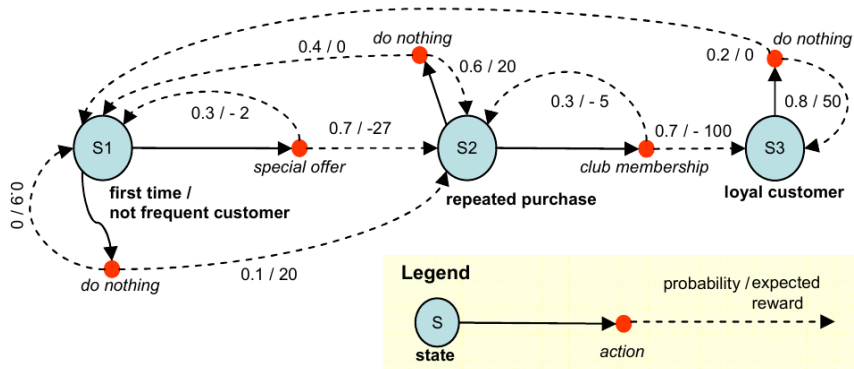 do nothing
0.4 / 0
0.6 / 20
do nothing
0.2 / 0
0.8 / 50
0.3 / - 2
0.3 / - 5
0.7 / -27
0.7 / - 100
S1
S2
S3
special offer
club membership
first time /
not frequent customer
repeated purchase
loyal customer
0.9 / 0
0.1 / 20
do nothing
Legend
S
state
action
probability / expected
reward